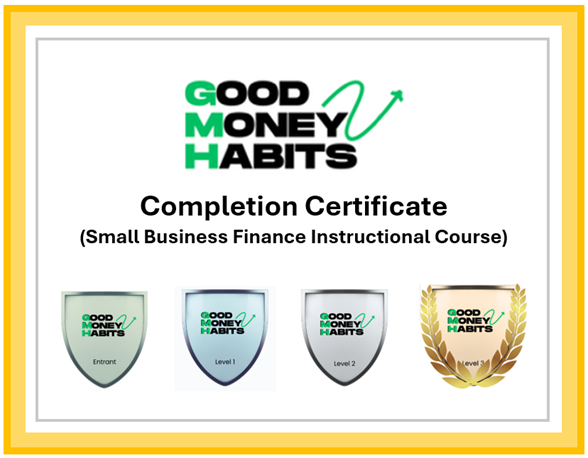 GOOD
MONEY
HABITS
Completion Certificate
(Small Business Finance Instructional Course)
GOOD
MONEY
HABITS
Entrant
GOOD
MONEY
HABITS
Level 1
GOOD
MONEY
HABITS
Level 2
GOOD
MONEY
HABITS
Level 3